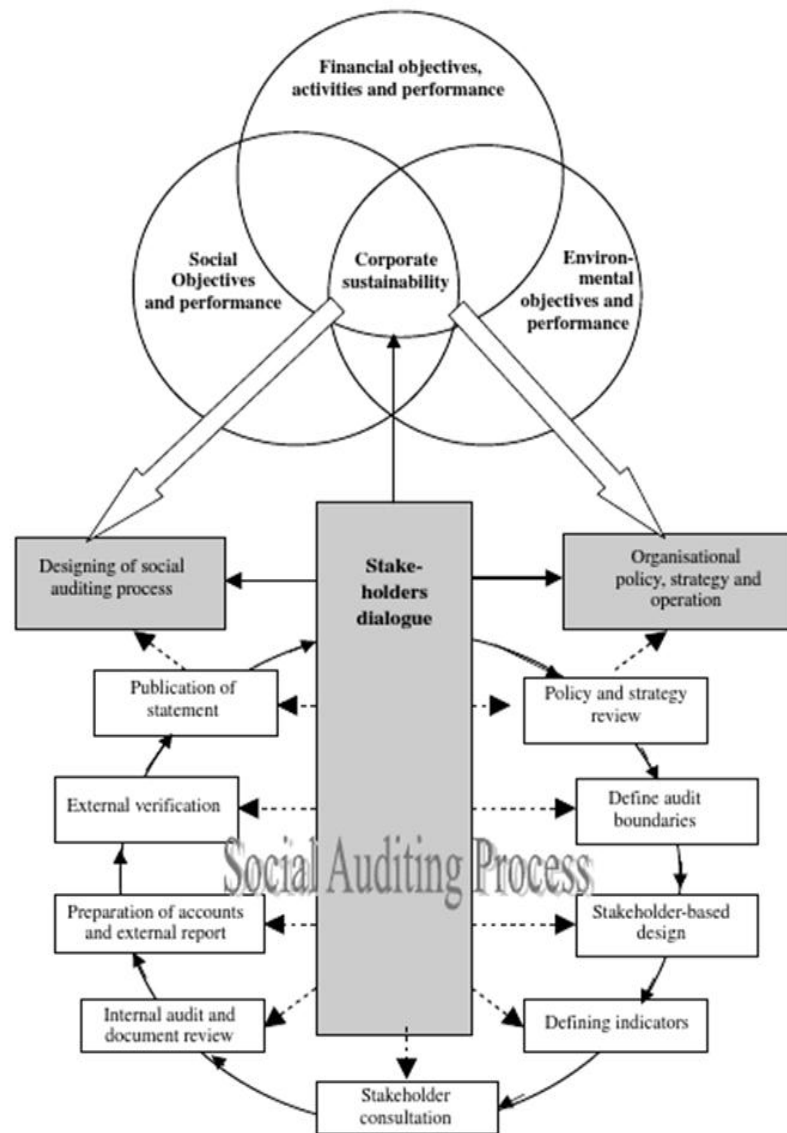 Financial objectives,
activities and performance
Social
Objectives
and performance
Corporate
sustainability
Environ-
mental
objectives and
performance
Designing of social
auditing process
Stake-
holders
dialogue
Organisational
policy, strategy and
operation
Publication of
statement
Policy and strategy
review
External verification
Define audit
boundaries
Social Auditing Process
Preparation of accounts
and external report
Stakeholder-based
design
Internal audit and
document review
Defining indicators
Stakeholder
consultation